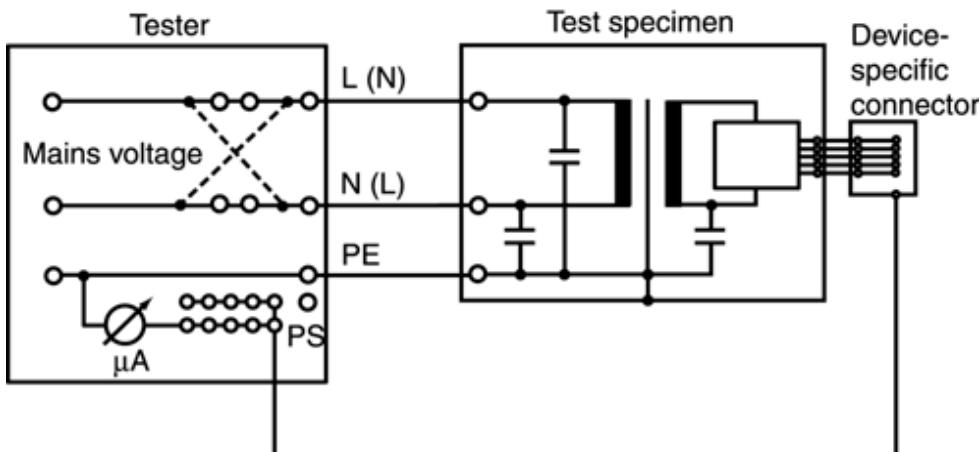 Tester
Test specimen
Device-
specific
connector
L (N)
Mains voltage
N (L)
PE
PS
μA